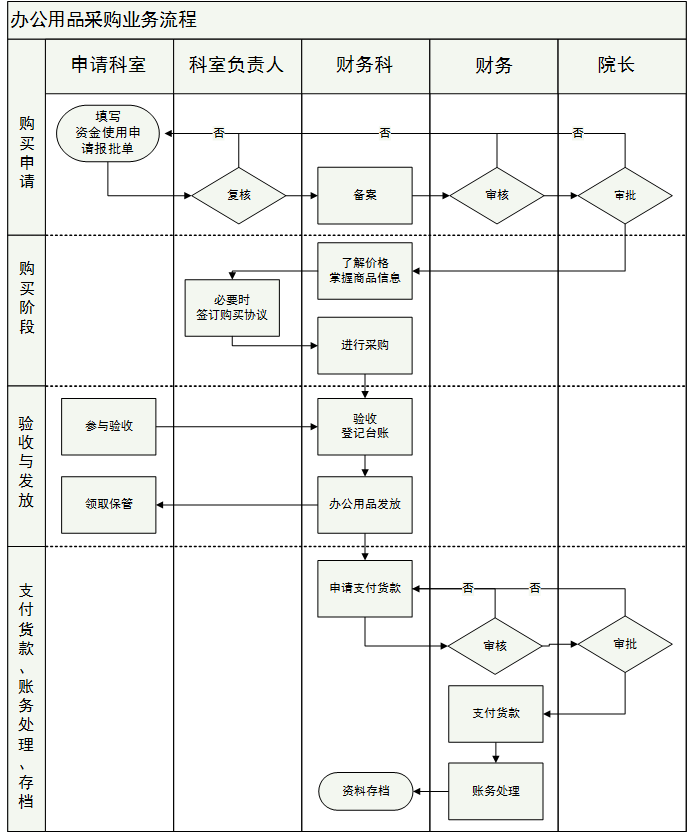 办公用品采购业务流程
申请科室
科室负责人
财务科
财务
院长
购买申请
填写
资金使用申
请报批单
否
否
否
复核
备案
审核
审批
购买阶段
了解价格
掌握商品信息
必要时
签订购买协议
进行采购
验收与发放
参与验收
验收
登记台账
领取保管
办公用品发放
支付货款、账务处理、存档
申请支付货款
否
否
审核
审批
支付货款
资料存档
账务处理